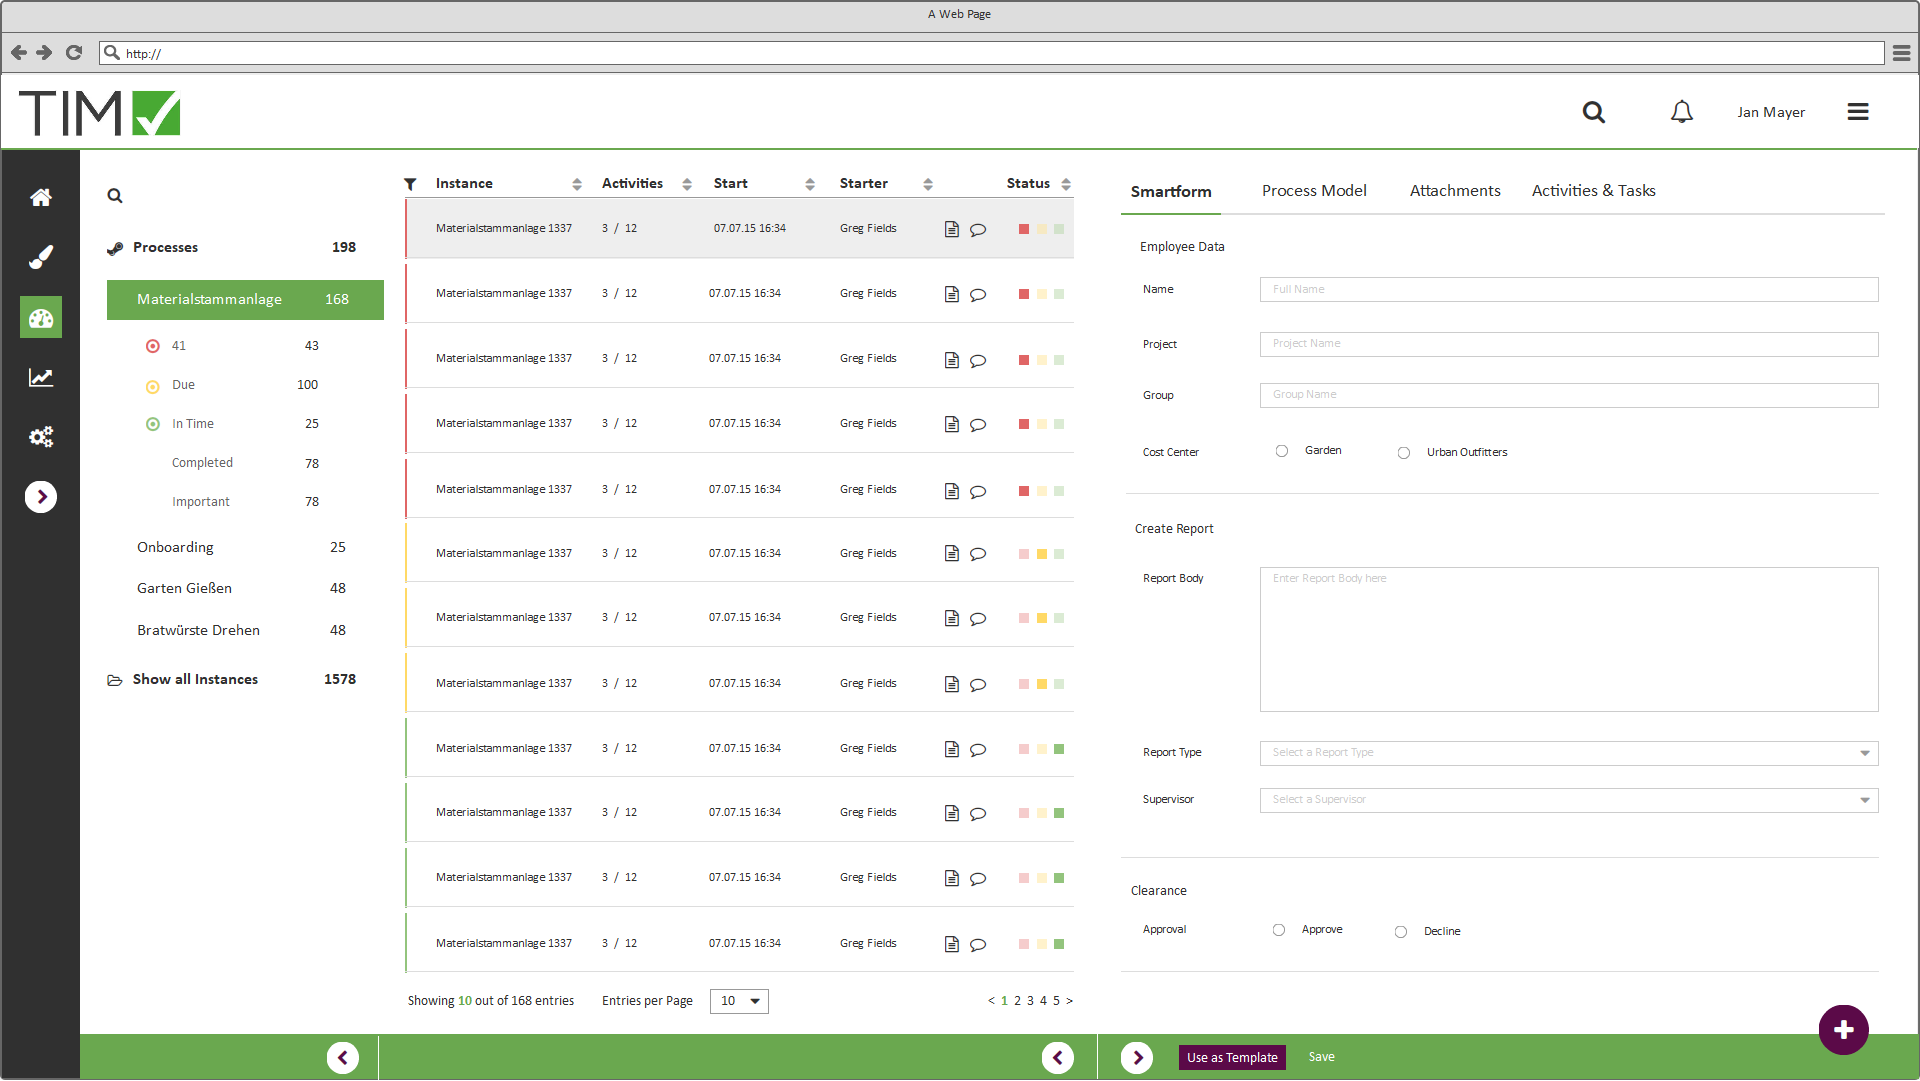 A Web Page
http://
TIM
Jan Mayer
Processes 198
Materialstammanlage 168
41 43
Due 100
In Time 25
Completed 78
Important 78
Onboarding 25
Garten Gießen 48
Bratwürste Drehen 48
Show all Instances 1578
Instance Activities Start Starter Status
Materialstammanlage 1337 3 / 12 07.07.15 16:34 Greg Fields
Materialstammanlage 1337 3 / 12 07.07.15 16:34 Greg Fields
Materialstammanlage 1337 3 / 12 07.07.15 16:34 Greg Fields
Materialstammanlage 1337 3 / 12 07.07.15 16:34 Greg Fields
Materialstammanlage 1337 3 / 12 07.07.15 16:34 Greg Fields
Materialstammanlage 1337 3 / 12 07.07.15 16:34 Greg Fields
Materialstammanlage 1337 3 / 12 07.07.15 16:34 Greg Fields
Materialstammanlage 1337 3 / 12 07.07.15 16:34 Greg Fields
Materialstammanlage 1337 3 / 12 07.07.15 16:34 Greg Fields
Materialstammanlage 1337 3 / 12 07.07.15 16:34 Greg Fields
Materialstammanlage 1337 3 / 12 07.07.15 16:34 Greg Fields
Materialstammanlage 1337 3 / 12 07.07.15 16:34 Greg Fields
Showing 10 out of 168 entries Entries per Page 10 < 1 2 3 4 5 >
Smartform Process Model Attachments Activities & Tasks
Employee Data
Name Full Name
Project Project Name
Group Group Name
Cost Center Garden Urban Outfitters
Create Report
Report Body Enter Report Body here
Report Type Select a Report Type
Supervisor Select a Supervisor
Clearance
Approval Approve Decline
Use as Template Save